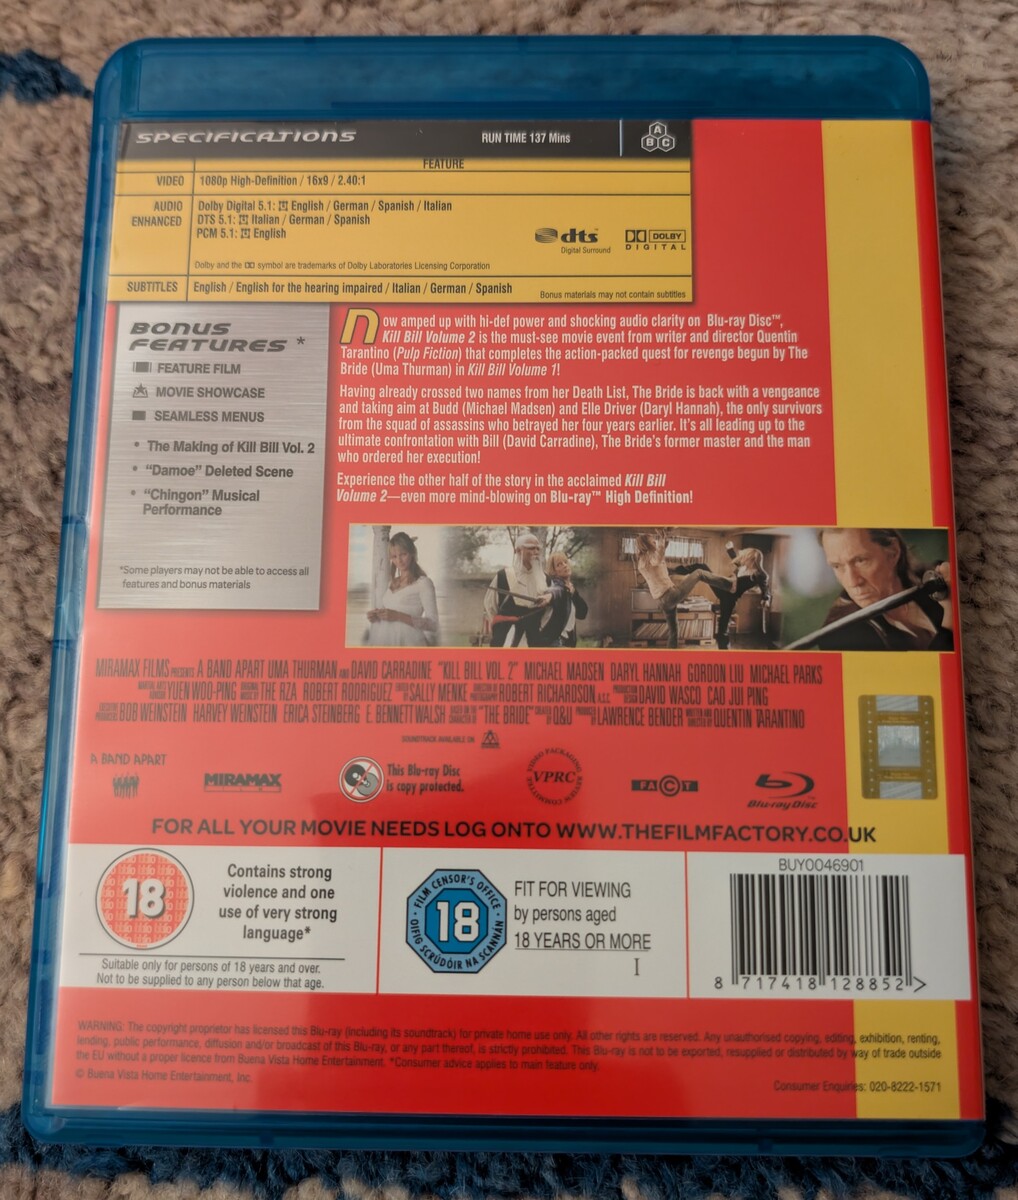 SPECIFICATIONS
RUN TIME 137 Mins
A
B C
FEATURE
VIDEO
1080p High-Definition / 16x9 / 2.40:1
AUDIO
ENHANCED
Dolby Digital 5.1: English / German / Spanish / Italian
DTS 5.1: Italian / German / Spanish
PCM 5.1: English
dts
Digital Surround
DOLBY
DIGITAL
Dolby and the symbol are trademarks of Dolby Laboratories Licensing Corporation
SUBTITLES
English / English for the hearing impaired / Italian / German / Spanish
Bonus materials may not contain subtitles
BONUS
FEATURES *
FEATURE FILM
MOVIE SHOWCASE
SEAMLESS MENUS
• The Making of Kill Bill Vol. 2
• "Damoe" Deleted Scene
• "Chingon" Musical
Performance
*Some players may not be able to access all
features and bonus materials
Now amped up with hi-def power and shocking audio clarity on Blu-ray Disc™,
Kill Bill Volume 2 is the must-see movie event from writer and director Quentin
Tarantino (Pulp Fiction) that completes the action-packed quest for revenge begun by The
Bride (Uma Thurman) in Kill Bill Volume 1!
Having already crossed two names from her Death List, The Bride is back with a vengeance
and taking aim at Budd (Michael Madsen) and Elle Driver (Daryl Hannah), the only survivors
from the squad of assassins who betrayed her four years earlier. It's all leading up to the
ultimate confrontation with Bill (David Carradine), The Bride's former master and the man
who ordered her execution!
Experience the other half of the story in the acclaimed Kill Bill
Volume 2—even more mind-blowing on Blu-ray™ High Definition!
MIRAMAX FILMS PRESENTS A BAND APART UMA THURMAN AND DAVID CARRADINE "KILL BILL VOL. 2" MICHAEL MADSEN DARYL HANNAH GORDON LIU MICHAEL PARKS
YUEN WOO-PING THE RZA ROBERT RODRIGUEZ SALLY MENKE ROBERT RICHARDSON A.S.C. DAVID WASCO CAO JUI PING
BOB WEINSTEIN HARVEY WEINSTEIN ERICA STEINBERG E. BENNETT WALSH "THE BRIDE" Q&U LAWRENCE BENDER QUENTIN TARANTINO
SOUNDTRACK AVAILABLE ON
A BAND APART
MIRAMAX
FILMS
This Blu-ray Disc
is copy protected.
VIDEO PACKAGING REVIEW COMMITTEE
VPRC
FACT
Blu-ray Disc
FOR ALL YOUR MOVIE NEEDS LOG ONTO WWW.THEFILMFACTORY.CO.UK
18
Contains strong
violence and one
use of very strong
language*
Suitable only for persons of 18 years and over.
Not to be supplied to any person below that age.
FILM CENSOR'S OFFICE
18
OIFIG SCRÚDÓIR NA SCANNÁN
FIT FOR VIEWING
by persons aged
18 YEARS OR MORE
I
BUY0046901
8 717418 128852 >
WARNING: The copyright proprietor has licensed this Blu-ray (including its soundtrack) for private home use only. All other rights are reserved. Any unauthorised copying, editing, exhibition, renting,
lending, public performance, diffusion and/or broadcast of this Blu-ray, or any part thereof, is strictly prohibited. This Blu-ray is not to be exported, resupplied or distributed by way of trade outside
the EU without a proper licence from Buena Vista Home Entertainment. *Consumer advice applies to main feature only.
© Buena Vista Home Entertainment, Inc.
Consumer Enquiries: 020-8222-1571